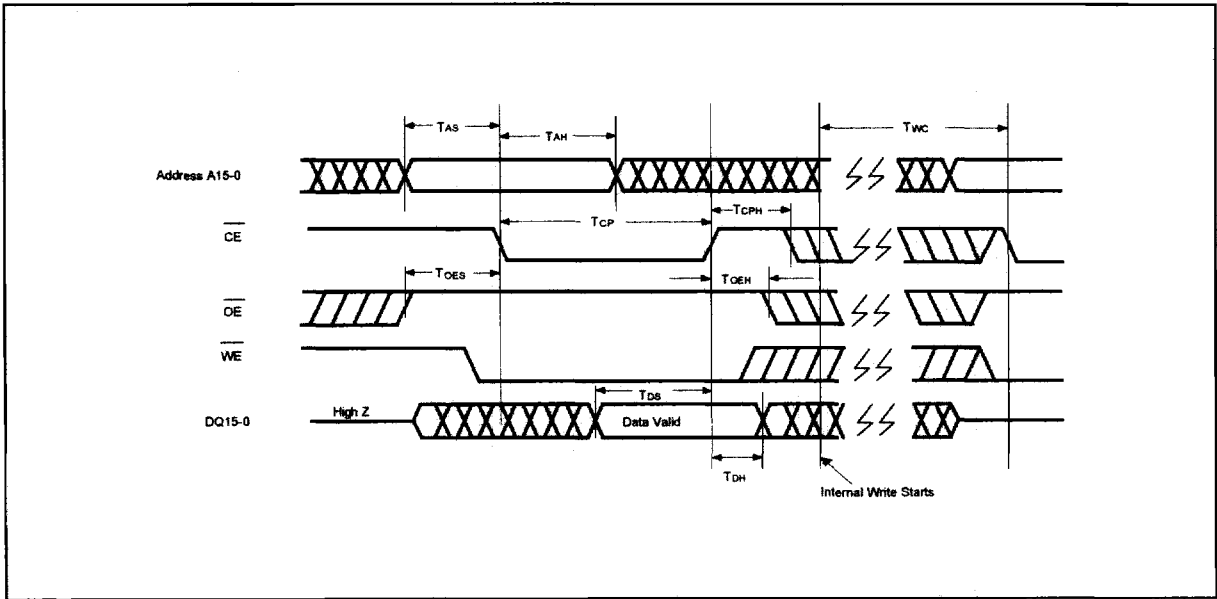 TAS
TAH
TWC
Address A15-0
TCP
TCPH
CE
TOES
TOEH
OE
WE
TDS
DQ15-0
High Z
Data Valid
TDH
Internal Write Starts